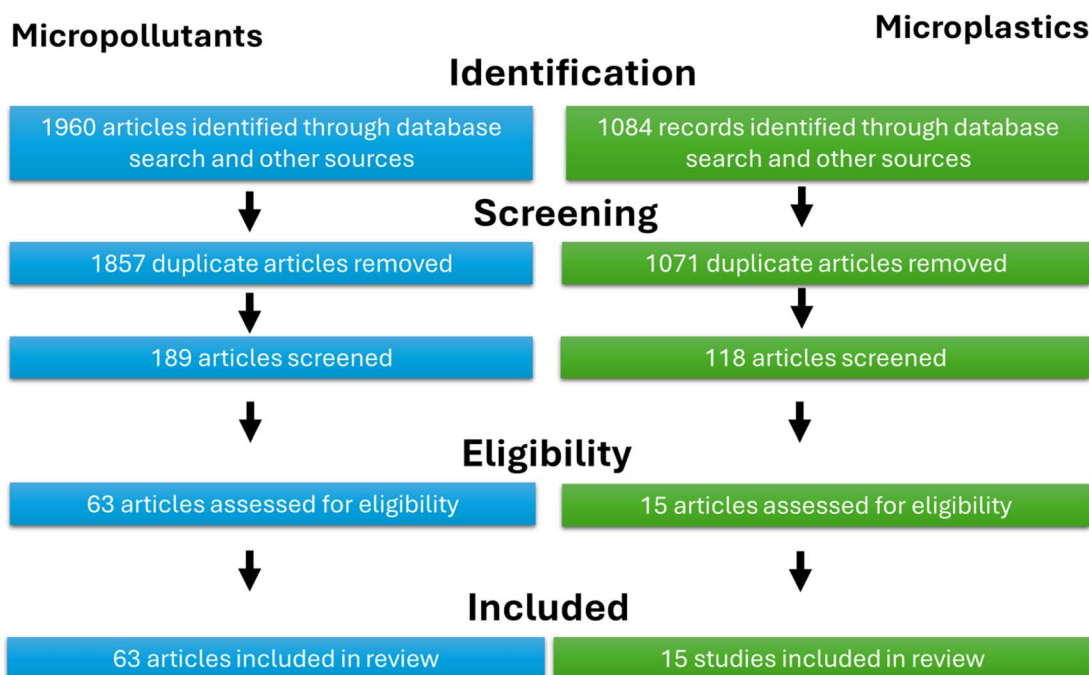 Micropollutants
Microplastics
Identification
1960 articles identified through database
search and other sources
1084 records identified through database
search and other sources
Screening
1857 duplicate articles removed
1071 duplicate articles removed
189 articles screened
118 articles screened
Eligibility
63 articles assessed for eligibility
15 articles assessed for eligibility
Included
63 articles included in review
15 studies included in review